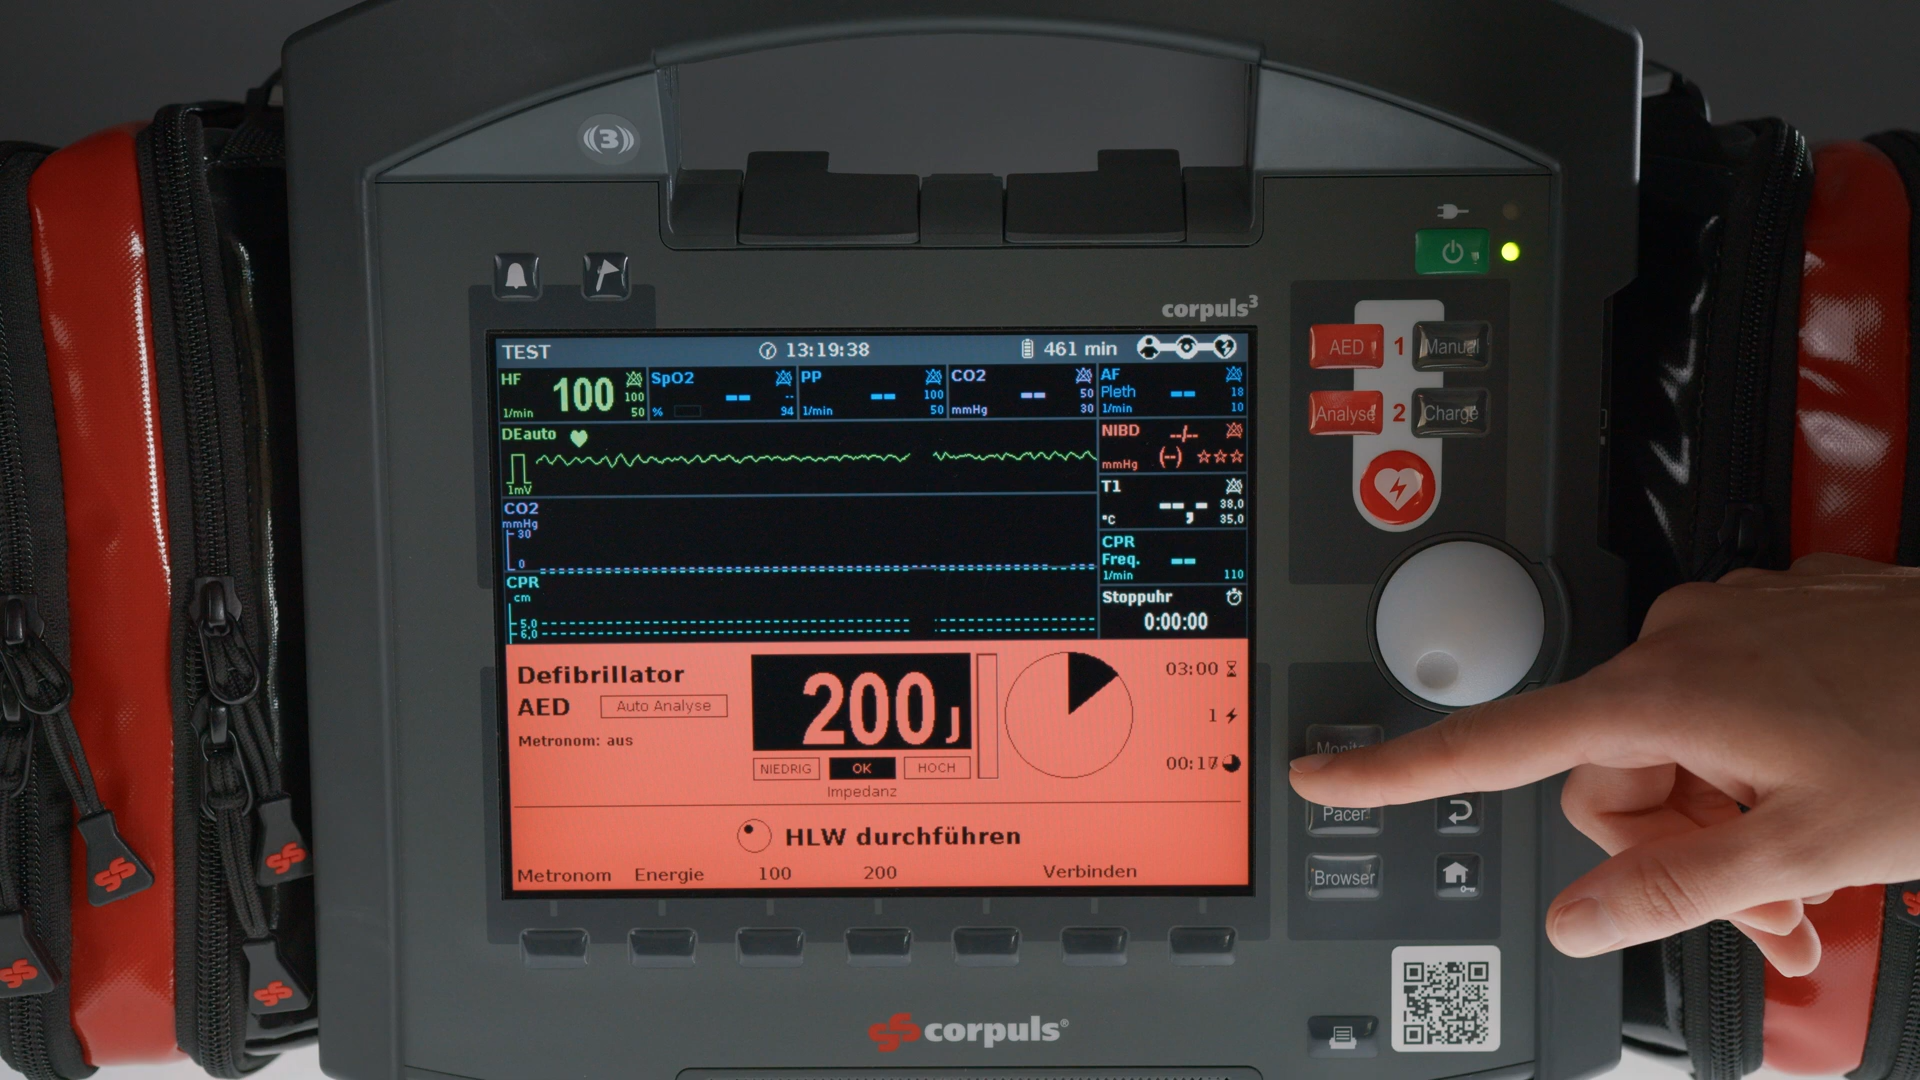 (3)
corpuls³
TEST 13:19:38 461 min
HF 100 100
1/min 50
SpO2 -- --
% 94
PP -- 100
1/min 50
CO2 -- 50
mmHg 30
AF
Pleth -- 18
1/min 10
DEauto
1mV
NIBD --/--
mmHg (--)
T1 --,- 38,0
°C 35,0
CO2
mmHg
30
0
CPR
Freq. --
1/min 110
CPR
cm
5,0
6,0
Stoppuhr
0:00:00
Defibrillator
AED Auto Analyse
Metronom: aus
200 J
NIEDRIG OK HOCH
Impedanz
03:00
1
HLW durchführen
Metronom Energie 100 200 Verbinden
AED 1 Manual
Analyse 2 Charge
Pacer
Browser
corpuls®